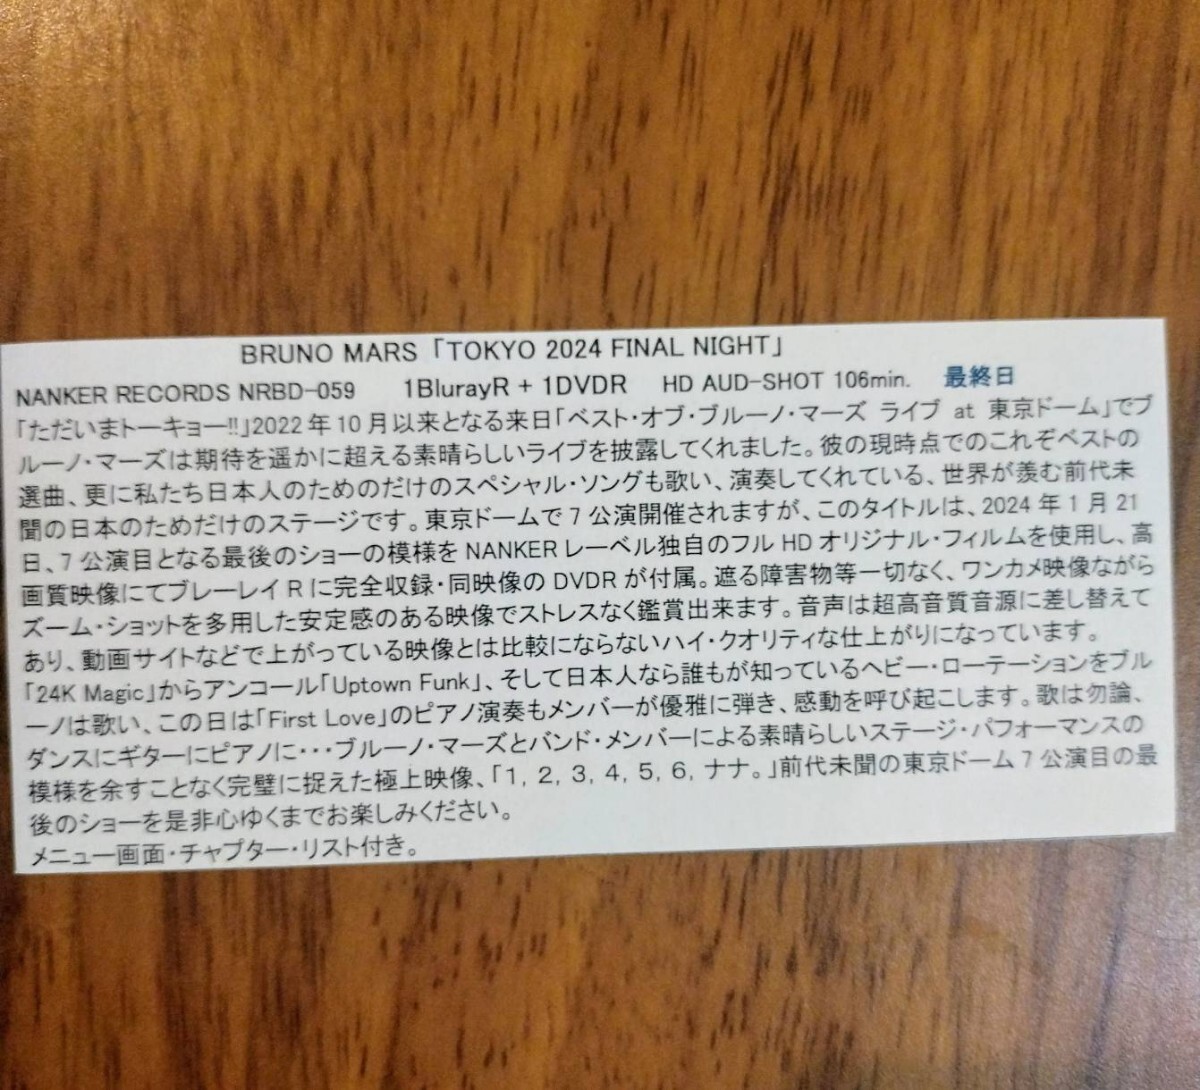 BRUNO MARS「TOKYO 2024 FINAL NIGHT」
NANKER RECORDS NRBD-059 1BlurayR + 1DVDR HD AUD-SHOT 106min. 最終日
「ただいまトーキョー!!」2022年10月以来となる来日「ベスト・オブ・ブルーノ・マーズ ライブ at 東京ドーム」でブ
ルーノ・マーズは期待を遥かに超える素晴らしいライブを披露してくれました。彼の現時点でのこれぞベストの
選曲、更に私たち日本人のためのだけのスペシャル・ソングも歌い、演奏してくれている、世界が羨む前代未
聞の日本のためだけのステージです。東京ドームで7公演開催されますが、このタイトルは、2024年1月21
日、7公演目となる最後のショーの模様をNANKERレーベル独自のフルHDオリジナル・フィルムを使用し、高
画質映像にてブルーレイRに完全収録・同映像のDVDRが付属。遮る障害物等一切なく、ワンカメ映像ながら
ズーム・ショットを多用した安定感のある映像でストレスなく鑑賞出来ます。音声は超高音質音源に差し替えて
あり、動画サイトなどで上がっている映像とは比較にならないハイ・クオリティな仕上がりになっています。
「24K Magic」からアンコール「Uptown Funk」、そして日本人なら誰もが知っているヘビー・ローテーションをブル
ーノは歌い、この日は「First Love」のピアノ演奏もメンバーが優雅に弾き、感動を呼び起こします。歌は勿論、
ダンスにギターにピアノに・・・ブルーノ・マーズとバンド・メンバーによる素晴らしいステージ・パフォーマンスの
模様を余すことなく完璧に捉えた極上映像、「1, 2, 3, 4, 5, 6, ナナ。」前代未聞の東京ドーム7公演目の最
後のショーを是非心ゆくまでお楽しみください。
メニュー画面・チャプター・リスト付き。